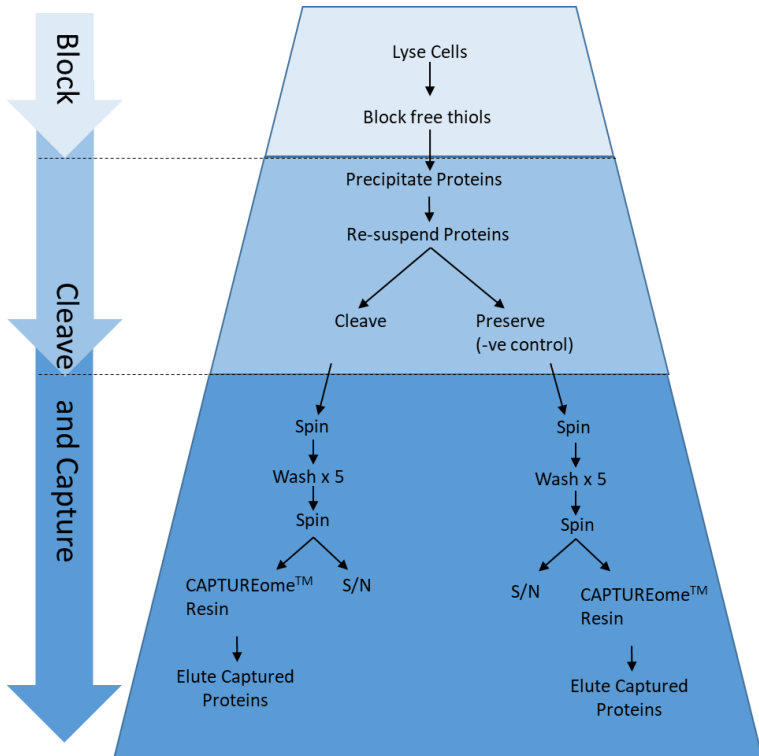 Block
Cleave and Capture
Lyse Cells
Block free thiols
Precipitate Proteins
Re-suspend Proteins
Cleave
Preserve
(-ve control)
Spin
Wash x 5
Spin
CAPTUREome™
Resin
S/N
Elute Captured
Proteins
Spin
Wash x 5
Spin
S/N
CAPTUREome™
Resin
Elute Captured
Proteins